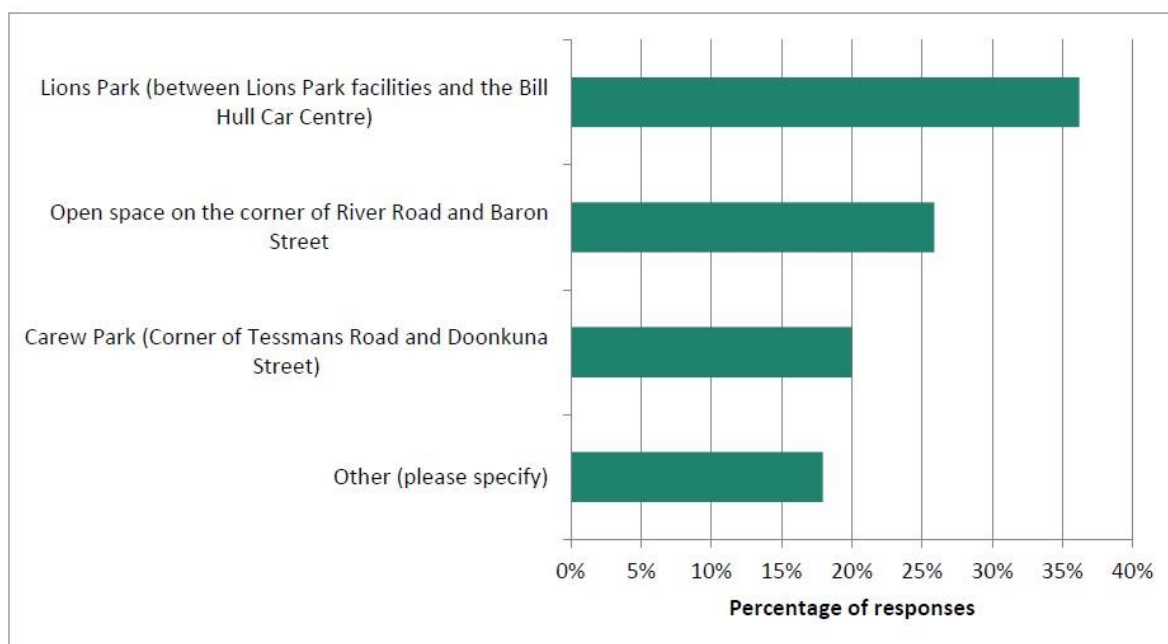 Lions Park (between Lions Park facilities and the Bill
Hull Car Centre)
Open space on the corner of River Road and Baron
Street
Carew Park (Corner of Tessmans Road and Doonkuna
Street)
Other (please specify)
0% 5% 10% 15% 20% 25% 30% 35% 40%
Percentage of responses